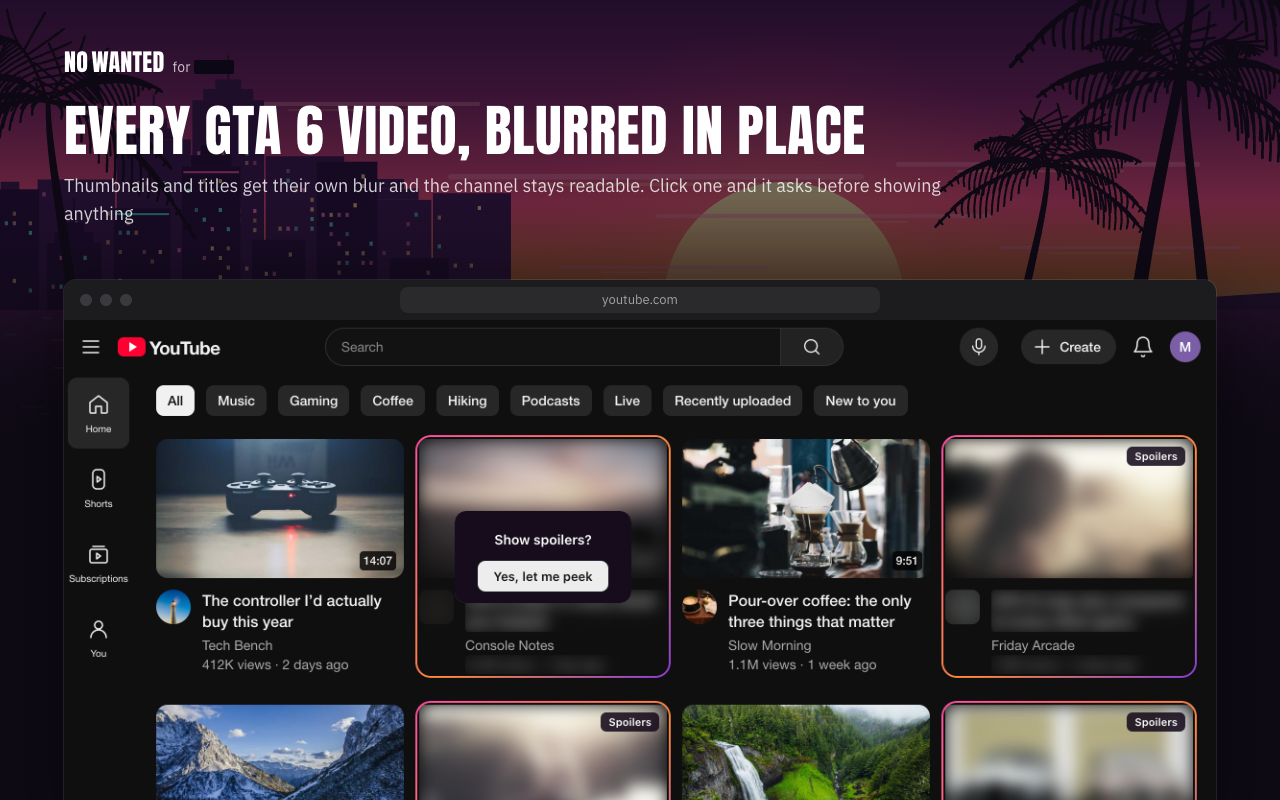 NO WANTED for
EVERY GTA 6 VIDEO, BLURRED IN PLACE
Thumbnails and titles get their own blur and the channel stays readable. Click one and it asks before showing
anything
youtube.com
YouTube
Search
Create
M
All
Music
Gaming
Coffee
Hiking
Podcasts
Live
Recently uploaded
New to you
Home
Shorts
Subscriptions
You
14:07
The controller I'd actually
buy this year
Tech Bench
412K views · 2 days ago
Show spoilers?
Yes, let me peek
Console Notes
9:51
Pour-over coffee: the only
three things that matter
Slow Morning
1.1M views · 1 week ago
Spoilers
Friday Arcade
Spoilers
Spoilers